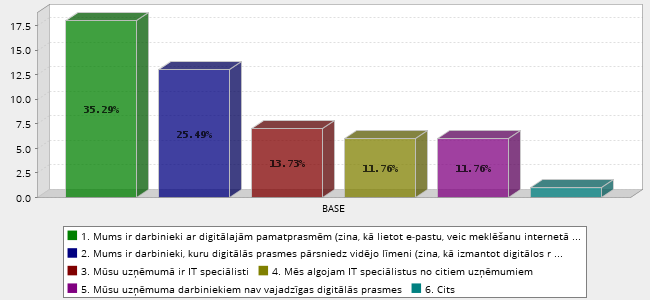 17.5
15.0
12.5
10.0
7.5
5.0
2.5
0.0
35.29%
25.49%
13.73%
11.76%
11.76%
BASE
1. Mums ir darbinieki ar digitālajām pamatprasmēm (zina, kā lietot e-pastu, veic meklēšanu internetā ...
2. Mums ir darbinieki, kuru digitālās prasmes pārsniedz vidējo līmeni (zina, kā izmantot digitālos r ...
3. Mūsu uzņēmumā ir IT speciālisti 4. Mēs algojam IT speciālistus no citiem uzņēmumiem
5. Mūsu uzņēmuma darbiniekiem nav vajadzīgas digitālās prasmes 6. Cits